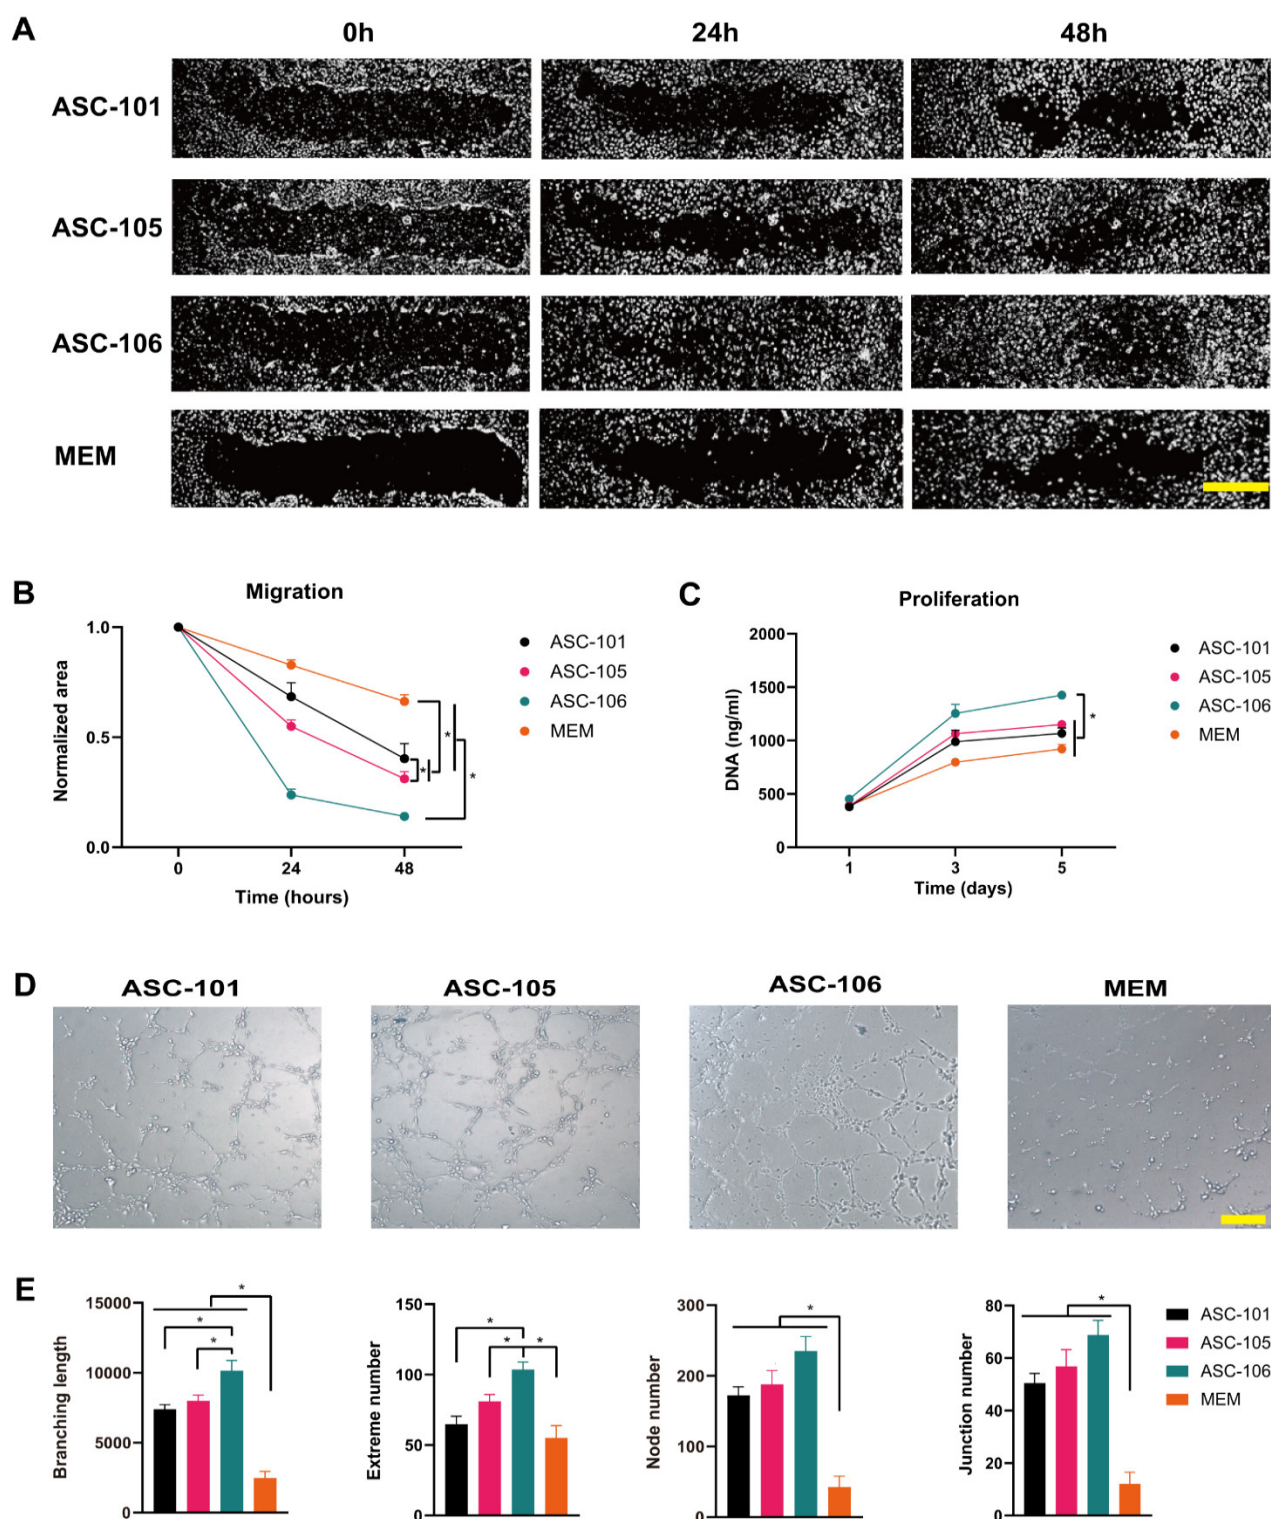 A
0h 24h 48h
ASC-101
ASC-105
ASC-106
MEM
B
Migration
Normalized area
1.0
0.5
0.0
0 24 48
Time (hours)
ASC-101
ASC-105
ASC-106
MEM
*
*
*
C
Proliferation
DNA (ng/ml)
2000
1500
1000
500
0
1 3 5
Time (days)
ASC-101
ASC-105
ASC-106
MEM
*
D
ASC-101 ASC-105 ASC-106 MEM
E
Branching length
15000
10000
5000
0
*
*
*
Extreme number
150
100
50
0
*
* *
Node number
300
200
100
0
*
Junction number
80
60
40
20
0
*
ASC-101
ASC-105
ASC-106
MEM